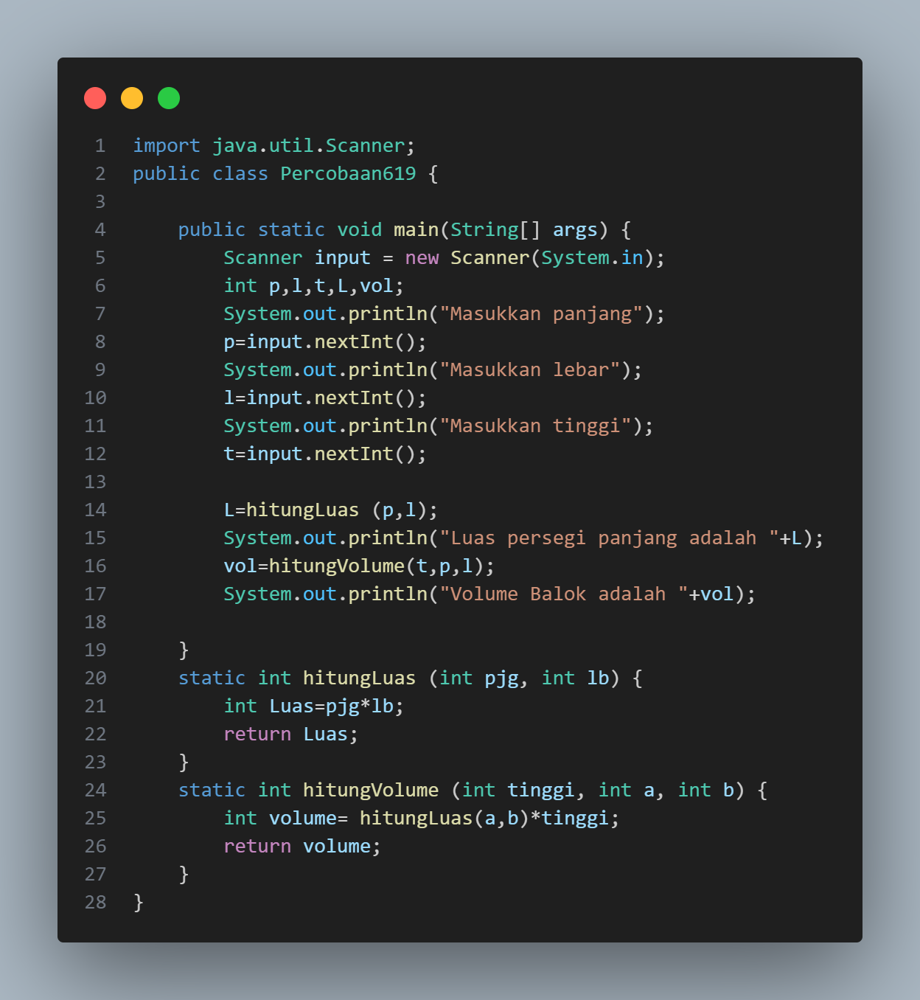 1 import java.util.Scanner;
2 public class Percobaan619 {
3
4     public static void main(String[] args) {
5         Scanner input = new Scanner(System.in);
6         int p,l,t,L,vol;
7         System.out.println("Masukkan panjang");
8         p=input.nextInt();
9         System.out.println("Masukkan lebar");
10         l=input.nextInt();
11         System.out.println("Masukkan tinggi");
12         t=input.nextInt();
13
14         L=hitungLuas (p,l);
15         System.out.println("Luas persegi panjang adalah "+L);
16         vol=hitungVolume(t,p,l);
17         System.out.println("Volume Balok adalah "+vol);
18
19     }
20     static int hitungLuas (int pjg, int lb) {
21         int Luas=pjg*lb;
22         return Luas;
23     }
24     static int hitungVolume (int tinggi, int a, int b) {
25         int volume= hitungLuas(a,b)*tinggi;
26         return volume;
27     }
28 }